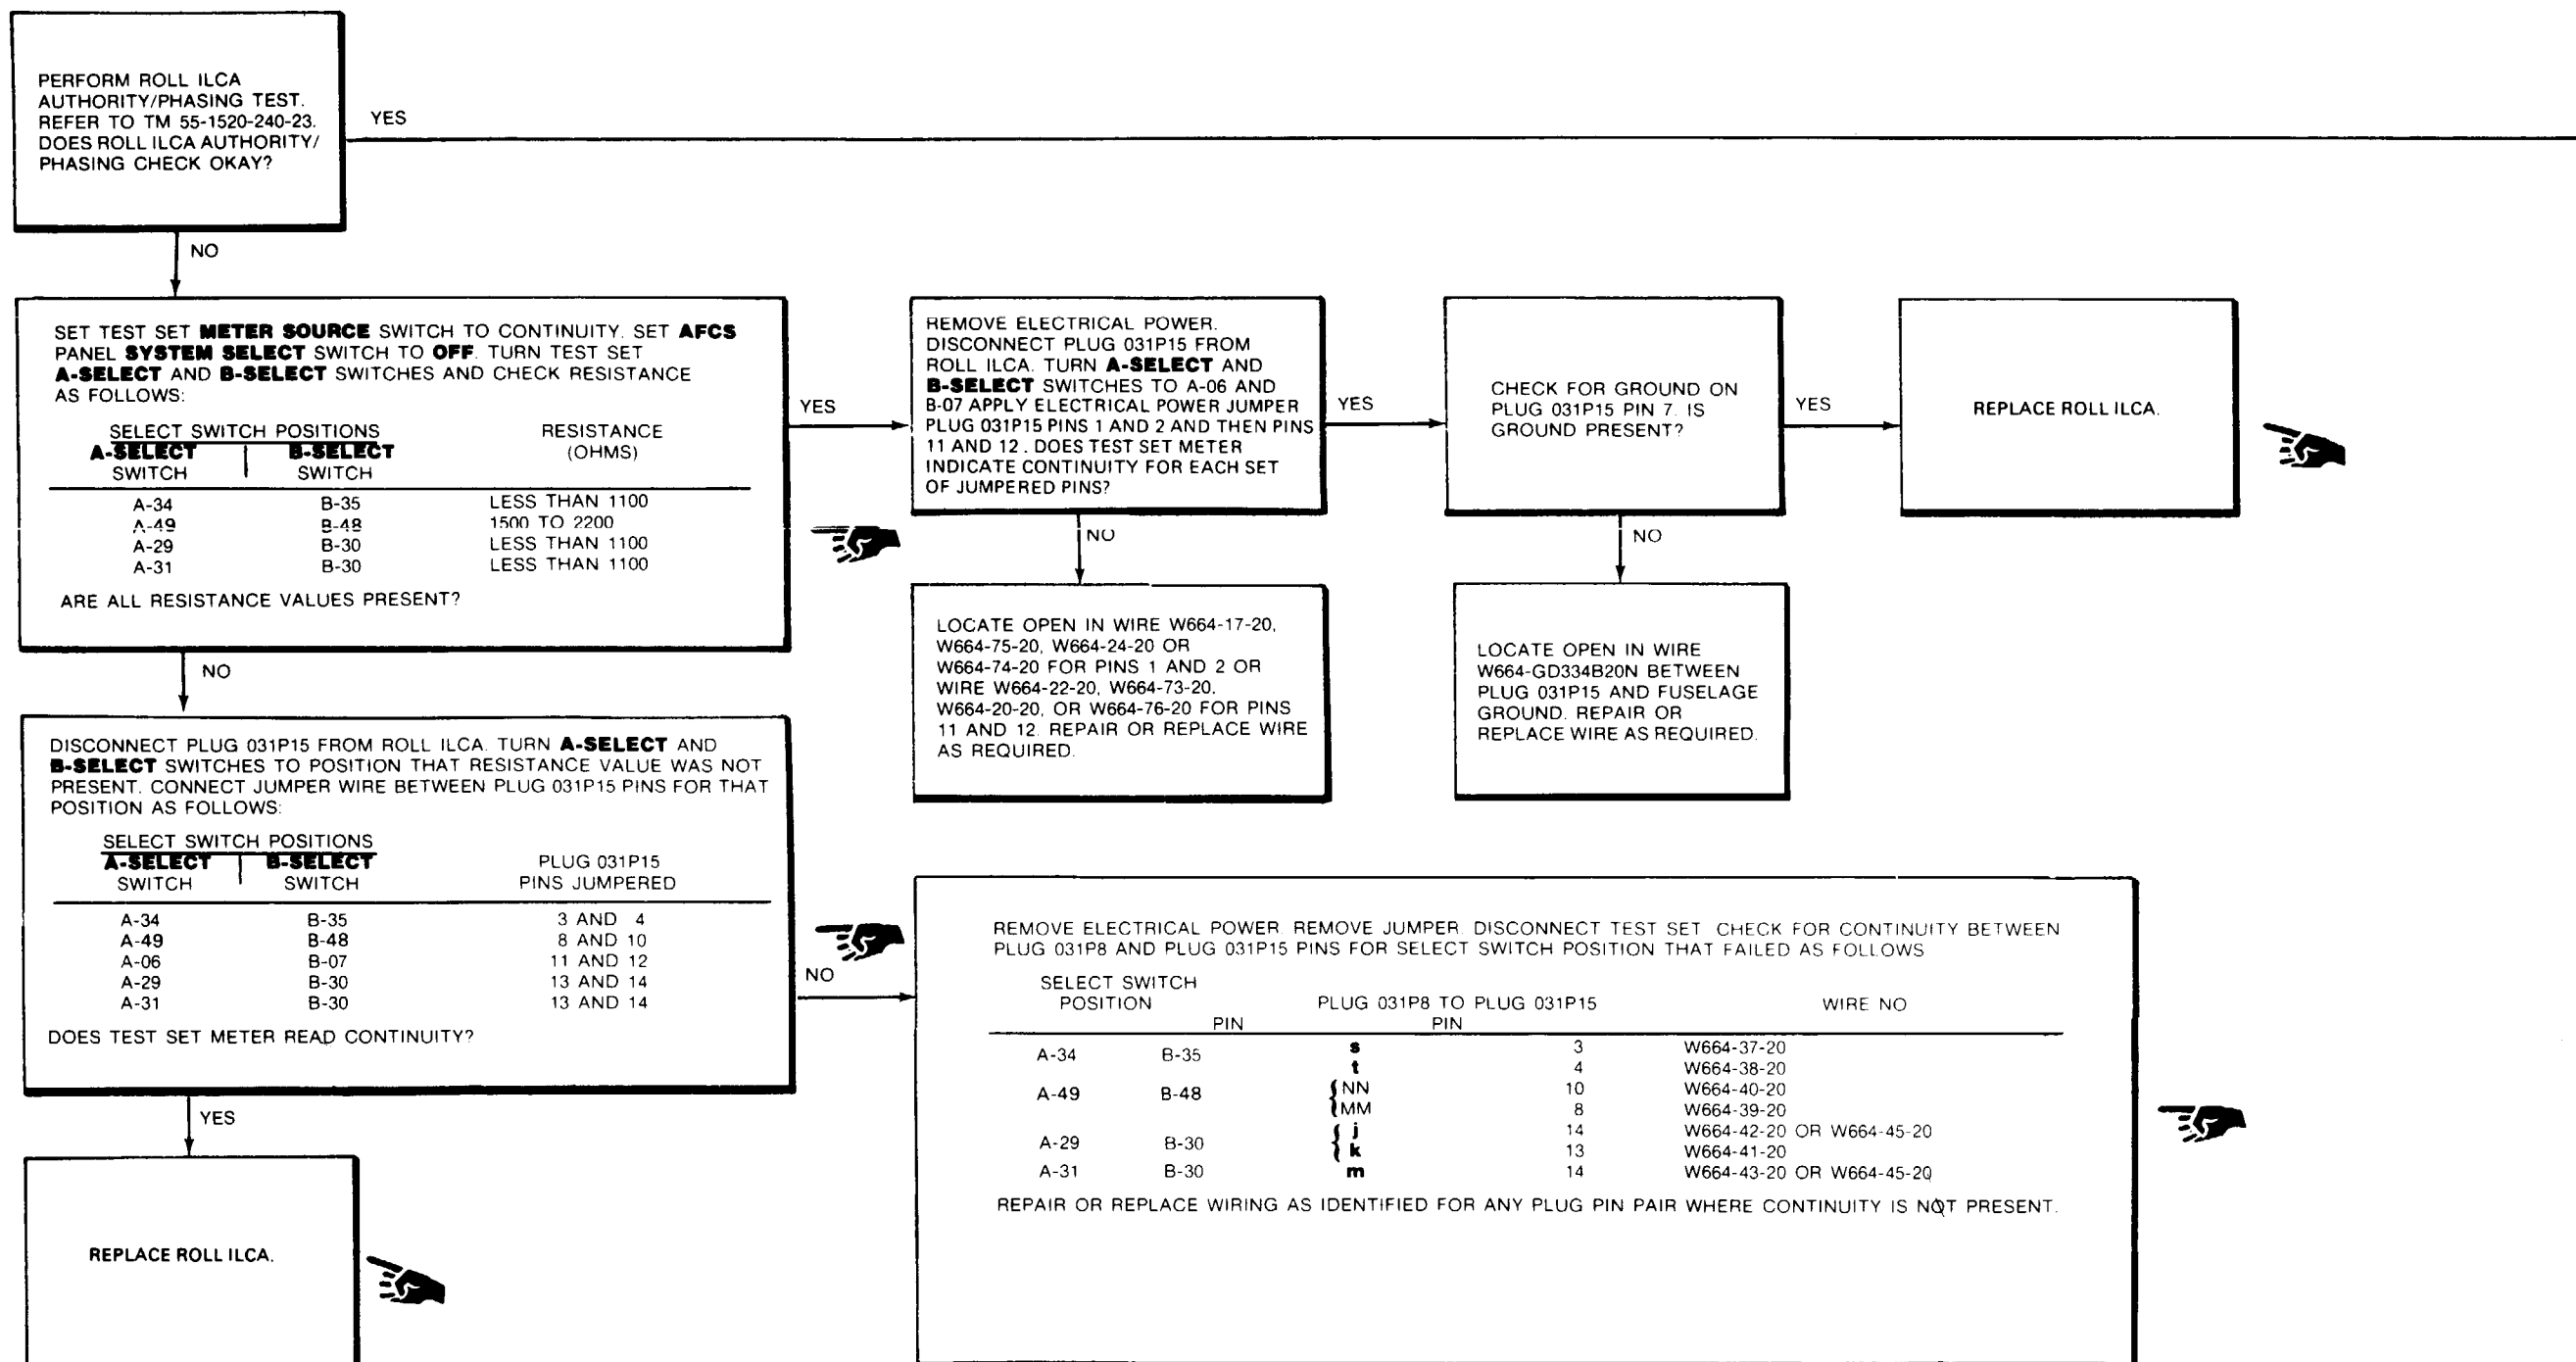 PERFORM ROLL ILCA
AUTHORITY/PHASING TEST.
REFER TO TM 55-1520-240-23.
DOES ROLL ILCA AUTHORITY/
PHASING CHECK OKAY?
YES
NO
SET TEST SET METER SOURCE SWITCH TO CONTINUITY. SET AFCS
PANEL SYSTEM SELECT SWITCH TO OFF. TURN TEST SET
A-SELECT AND B-SELECT SWITCHES AND CHECK RESISTANCE
AS FOLLOWS:
SELECT SWITCH POSITIONS RESISTANCE
A-SELECT B-SELECT (OHMS)
SWITCH SWITCH
A-34 B-35 LESS THAN 1100
A-49 B-48 1500 TO 2200
A-29 B-30 LESS THAN 1100
A-31 B-30 LESS THAN 1100
ARE ALL RESISTANCE VALUES PRESENT?
YES
REMOVE ELECTRICAL POWER.
DISCONNECT PLUG 031P15 FROM
ROLL ILCA. TURN A-SELECT AND
B-SELECT SWITCHES TO A-06 AND
B-07 APPLY ELECTRICAL POWER JUMPER
PLUG 031P15 PINS 1 AND 2 AND THEN PINS
11 AND 12. DOES TEST SET METER
INDICATE CONTINUITY FOR EACH SET
OF JUMPERED PINS?
YES
CHECK FOR GROUND ON
PLUG 031P15 PIN 7. IS
GROUND PRESENT?
YES
REPLACE ROLL ILCA.
NO
LOCATE OPEN IN WIRE W664-17-20,
W664-75-20, W664-24-20 OR
W664-74-20 FOR PINS 1 AND 2 OR
WIRE W664-22-20, W664-73-20,
W664-20-20, OR W664-76-20 FOR PINS
11 AND 12. REPAIR OR REPLACE WIRE
AS REQUIRED.
NO
LOCATE OPEN IN WIRE
W664-GD334B20N BETWEEN
PLUG 031P15 AND FUSELAGE
GROUND. REPAIR OR
REPLACE WIRE AS REQUIRED.
NO
DISCONNECT PLUG 031P15 FROM ROLL ILCA. TURN A-SELECT AND
B-SELECT SWITCHES TO POSITION THAT RESISTANCE VALUE WAS NOT
PRESENT. CONNECT JUMPER WIRE BETWEEN PLUG 031P15 PINS FOR THAT
POSITION AS FOLLOWS:
SELECT SWITCH POSITIONS
A-SELECT B-SELECT PLUG 031P15
SWITCH SWITCH PINS JUMPERED
A-34 B-35 3 AND 4
A-49 B-48 8 AND 10
A-06 B-07 11 AND 12
A-29 B-30 13 AND 14
A-31 B-30 13 AND 14
DOES TEST SET METER READ CONTINUITY?
NO
REMOVE ELECTRICAL POWER. REMOVE JUMPER. DISCONNECT TEST SET CHECK FOR CONTINUITY BETWEEN
PLUG 031P8 AND PLUG 031P15 PINS FOR SELECT SWITCH POSITION THAT FAILED AS FOLLOWS
SELECT SWITCH
POSITION PLUG 031P8 TO PLUG 031P15 WIRE NO
PIN PIN
A-34 B-35 s 3 W664-37-20
t 4 W664-38-20
A-49 B-48 NN 10 W664-40-20
MM 8 W664-39-20
A-29 B-30 j 14 W664-42-20 OR W664-45-20
k 13 W664-41-20
A-31 B-30 m 14 W664-43-20 OR W664-45-20
REPAIR OR REPLACE WIRING AS IDENTIFIED FOR ANY PLUG PIN PAIR WHERE CONTINUITY IS NOT PRESENT.
YES
REPLACE ROLL ILCA.